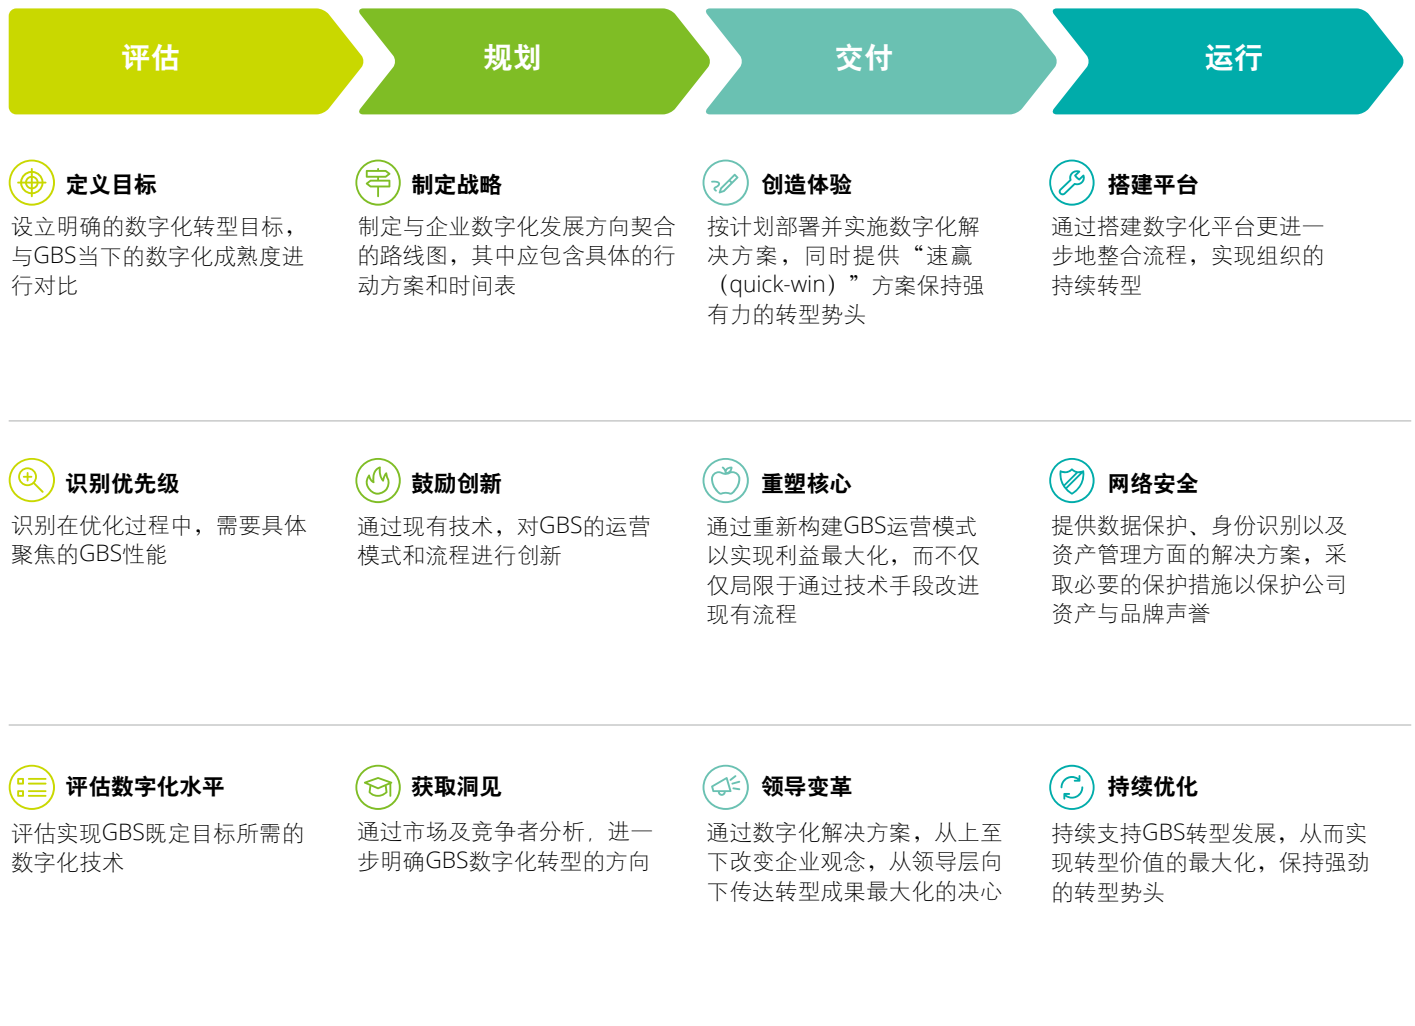 评估
规划
交付
运行
定义目标
设立明确的数字化转型目标，
与GBS当下的数字化成熟度进
行对比
制定战略
制定与企业数字化发展方向契合
的路线图，其中应包含具体的行
动方案和时间表
创造体验
按计划部署并实施数字化解
决方案，同时提供“速赢
（quick-win）”方案保持强
有力的转型势头
搭建平台
通过搭建数字化平台更进一
步地整合流程，实现组织的
持续转型
识别优先级
识别在优化过程中，需要具体
聚焦的GBS性能
鼓励创新
通过现有技术，对GBS的运营
模式和流程进行创新
重塑核心
通过重新构建GBS运营模式
以实现利益最大化，而不仅
仅局限于通过技术手段改进
现有流程
网络安全
提供数据保护、身份识别以及
资产管理方面的解决方案，采
取必要的保护措施以保护公司
资产与品牌声誉
评估数字化水平
评估实现GBS既定目标所需的
数字化技术
获取洞见
通过市场及竞争者分析，进一
步明确GBS数字化转型的方向
领导变革
通过数字化解决方案，从上至
下改变企业观念，从领导层向
下传达转型成果最大化的决心
持续优化
持续支持GBS转型发展，从而实
现转型价值的最大化，保持强劲
的转型势头